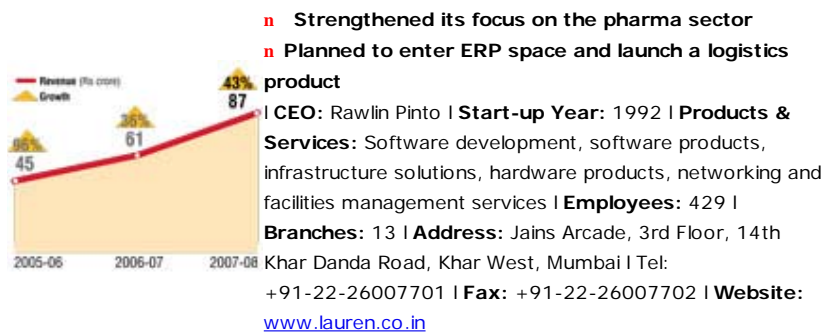 n Strengthened its focus on the pharma sector
n Planned to enter ERP space and launch a logistics
product
l CEO: Rawlin Pinto l Start-up Year: 1992 l Products &
Services: Software development, software products,
infrastructure solutions, hardware products, networking and
facilities management services l Employees: 429 l
Branches: 13 l Address: Jains Arcade, 3rd Floor, 14th
Khar Danda Road, Khar West, Mumbai l Tel:
+91-22-26007701 l Fax: +91-22-26007702 l Website:
www.lauren.co.in
Revenue (Rs crore)
Growth
43%
87
36%
61
96%
45
2005-06 2006-07 2007-08